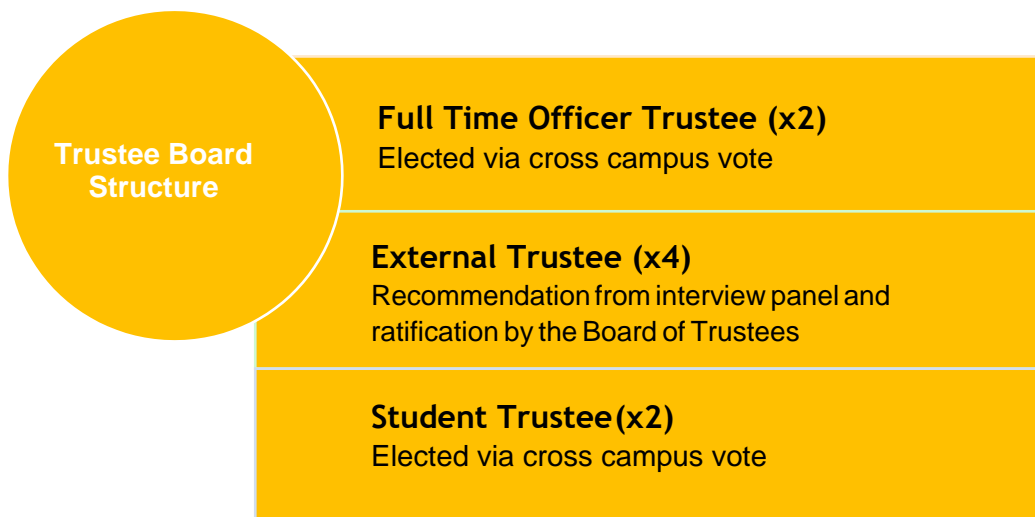 Trustee Board
Structure
Full Time Officer Trustee (x2)
Elected via cross campus vote
External Trustee (x4)
Recommendation from interview panel and
ratification by the Board of Trustees
Student Trustee (x2)
Elected via cross campus vote